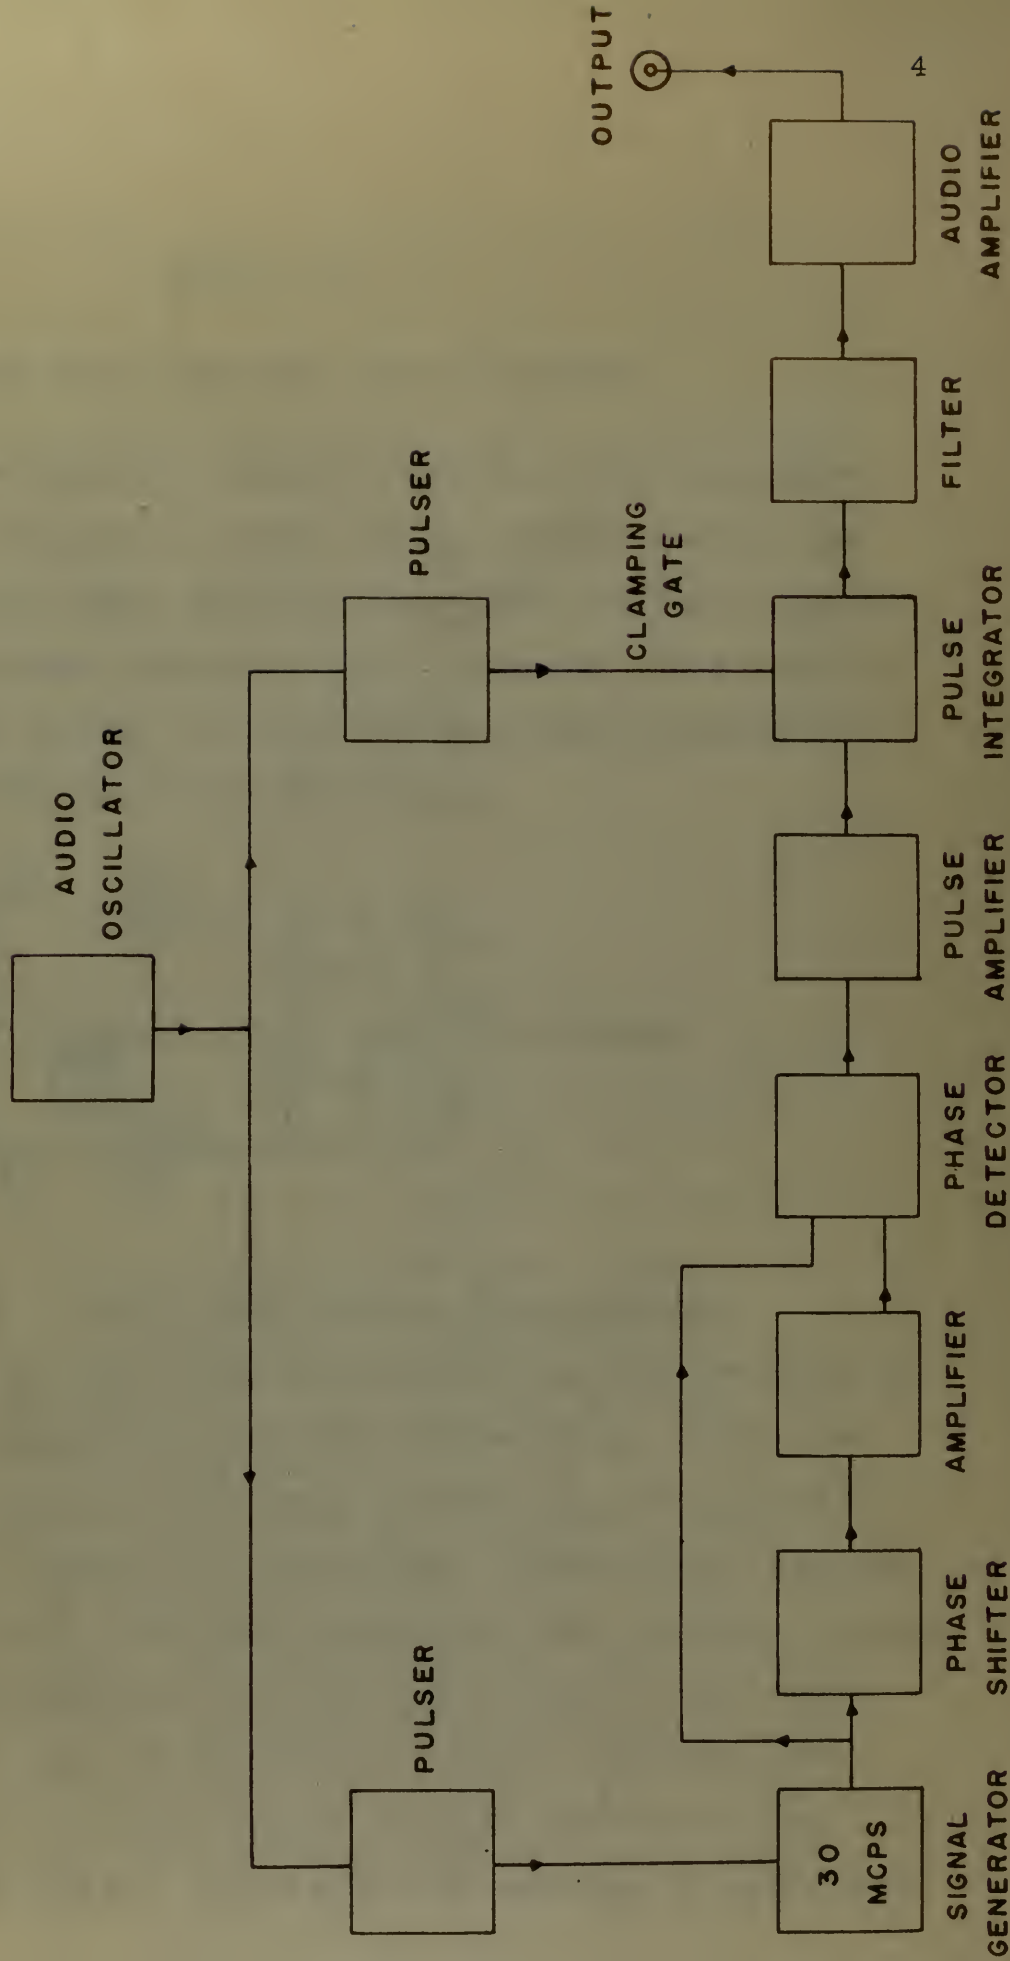 4
AUDIO
OSCILLATOR
PULSER
PULSER
CLAMPING
GATE
OUTPUT
30
MCPS
SIGNAL
GENERATOR
PHASE
SHIFTER
AMPLIFIER
PHASE
DETECTOR
PULSE
AMPLIFIER
PULSE
INTEGRATOR
FILTER
AUDIO
AMPLIFIER